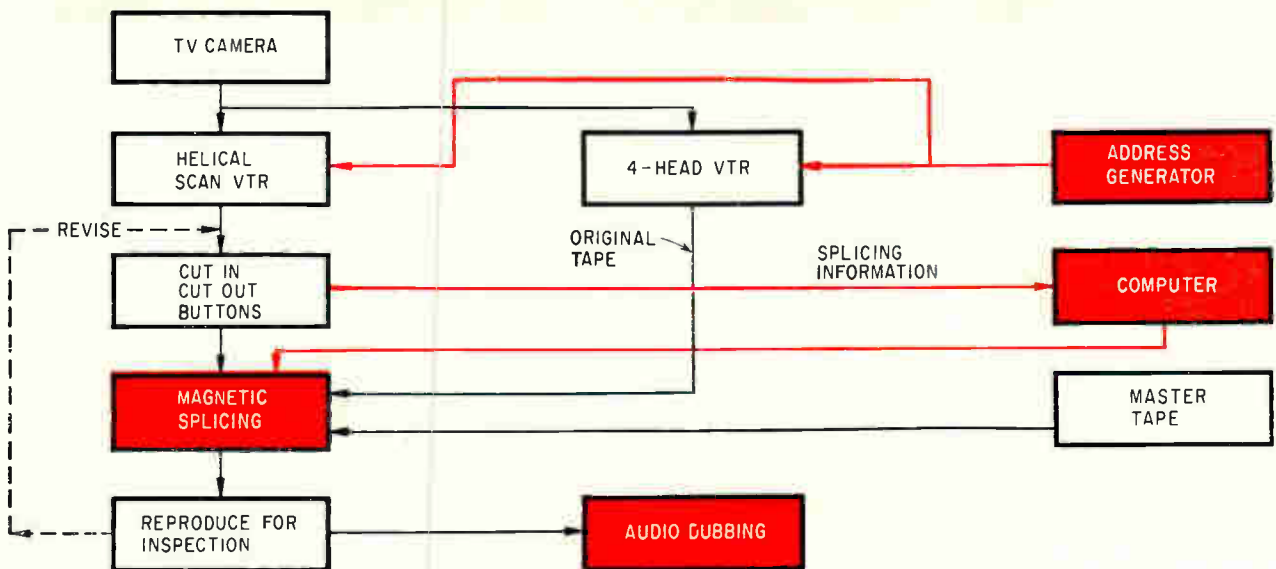 TV CAMERA
HELICAL
SCAN VTR
4-HEAD VTR
ADDRESS
GENERATOR
REVISE
ORIGINAL
TAPE
SPLICING
INFORMATION
CUT IN
CUT OUT
BUTTONS
COMPUTER
MAGNETIC
SPLICING
MASTER
TAPE
REPRODUCE FOR
INSPECTION
AUDIO DUBBING